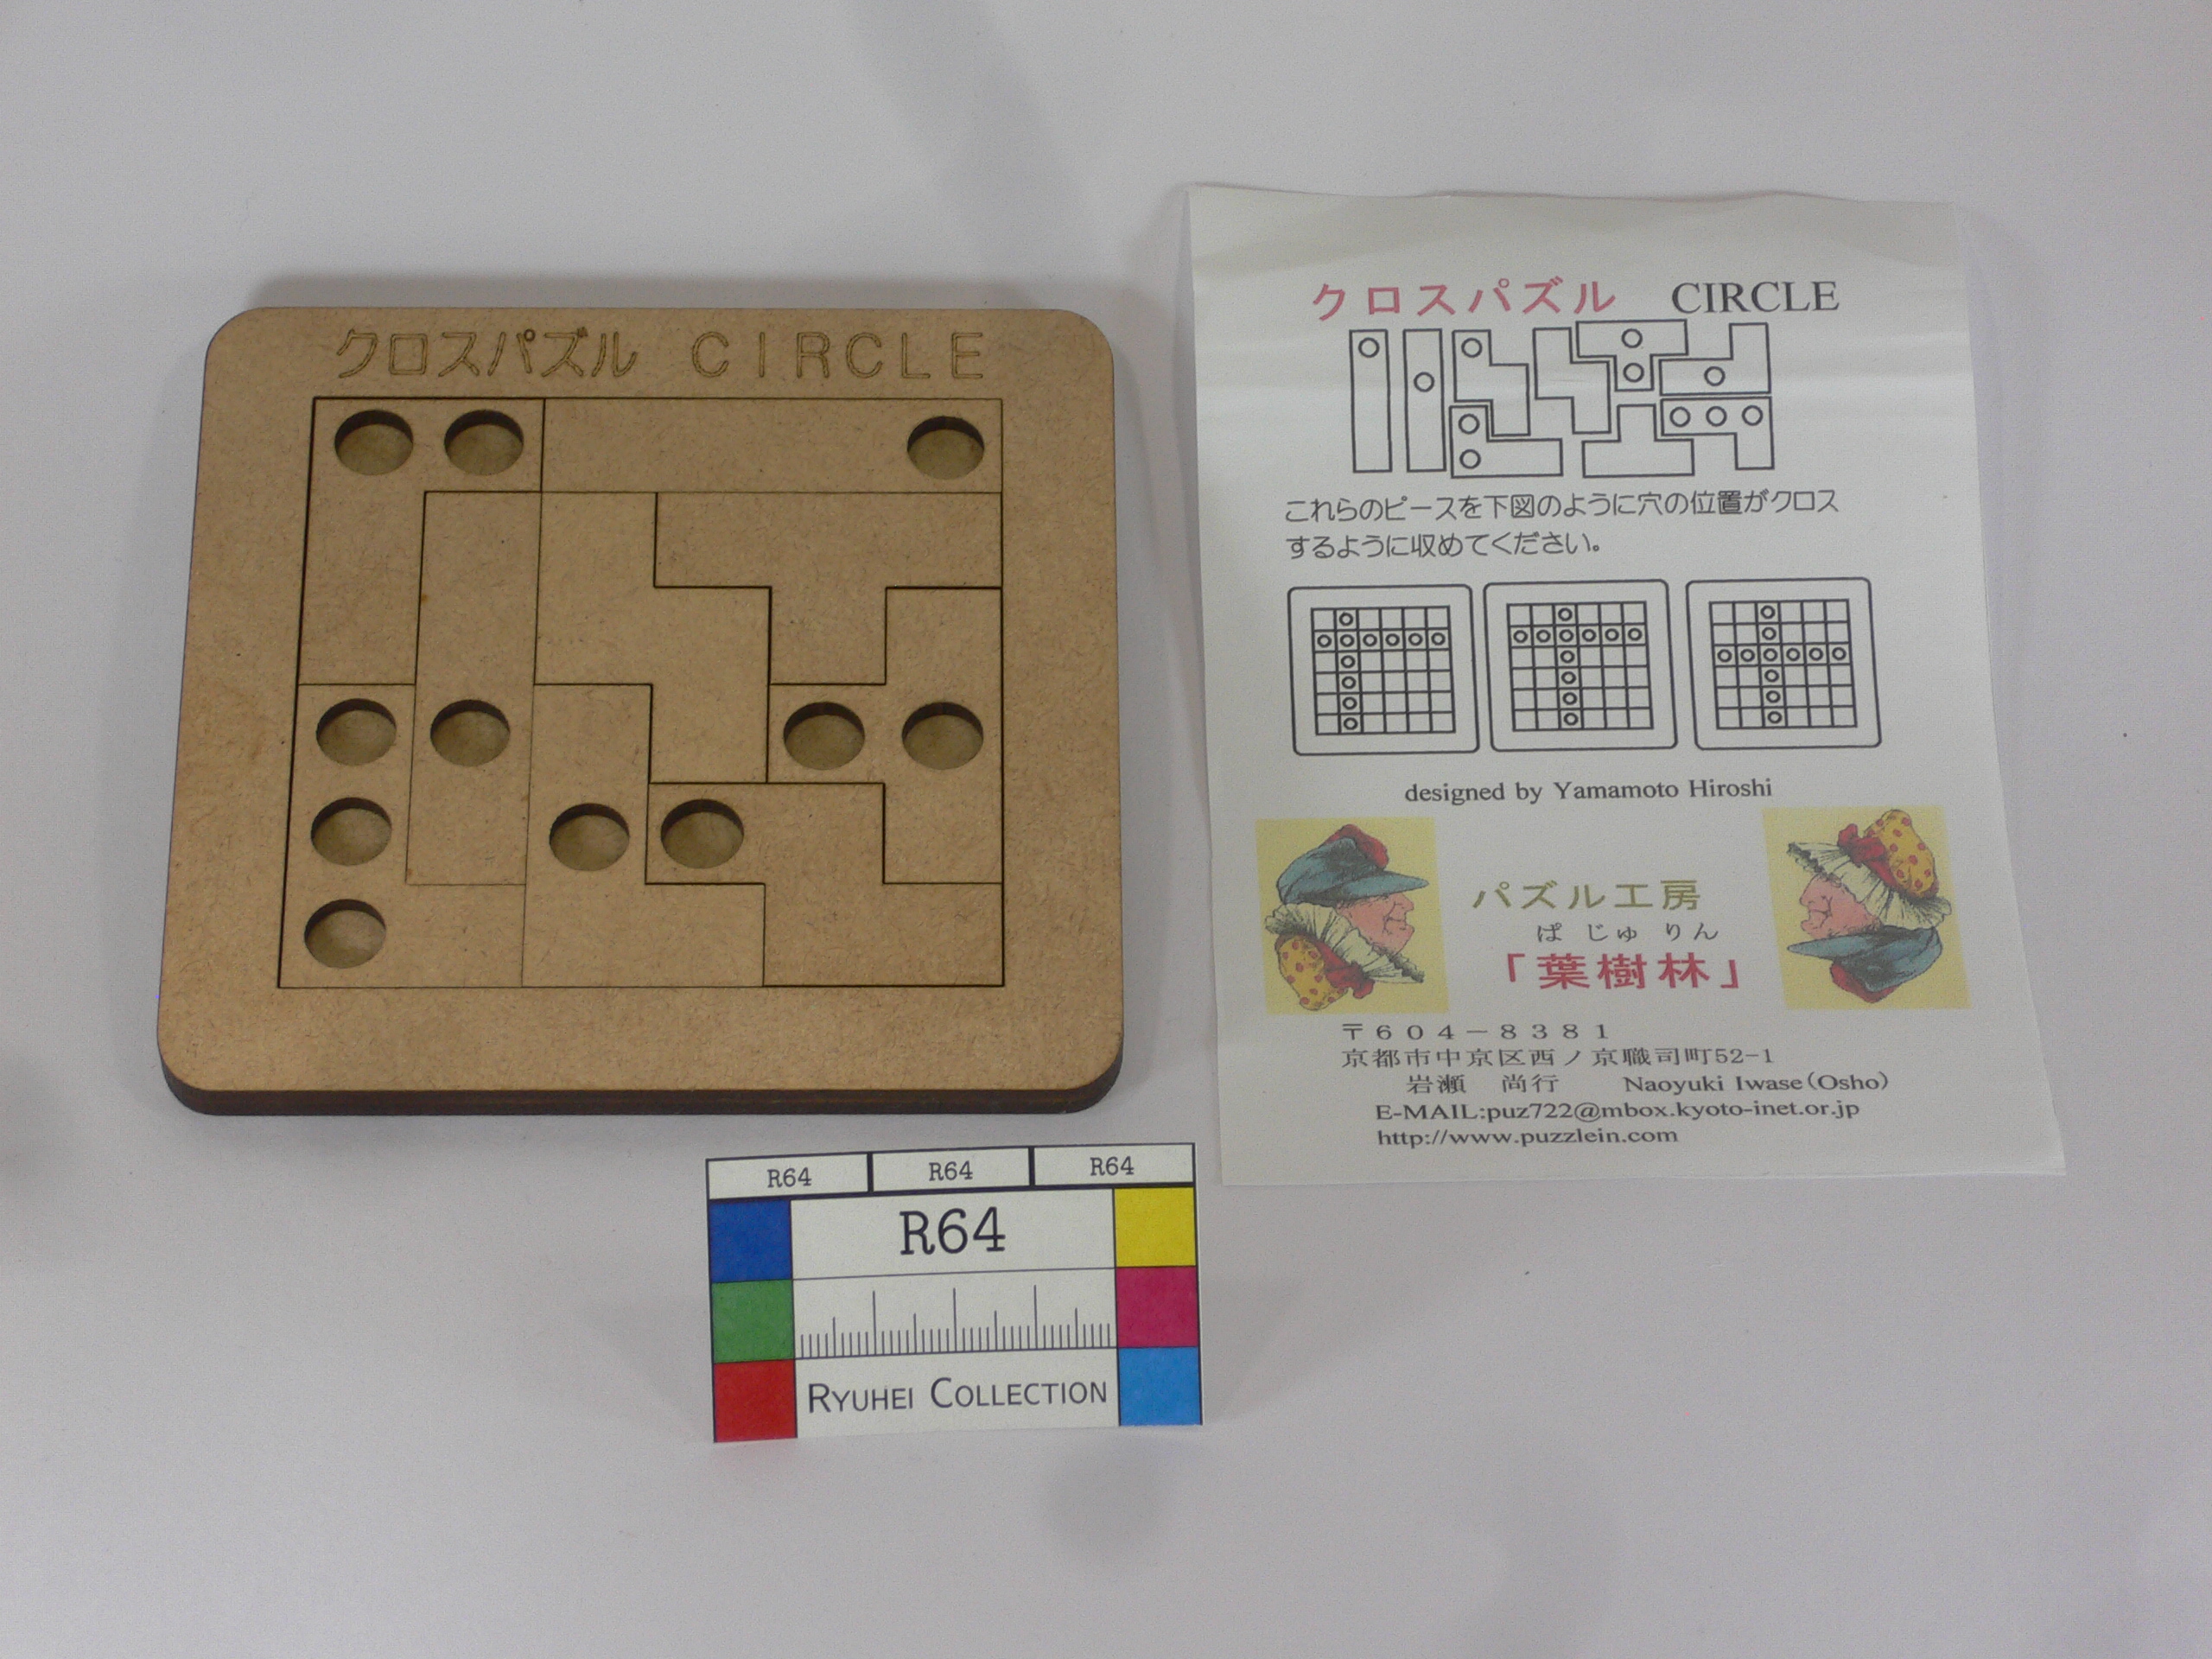 クロスパズル CIRCLE
クロスパズル CIRCLE
これらのピースを下図のように穴の位置がクロス
するように収めてください。
designed by Yamamoto Hiroshi
パズル工房
ぱ じゅ りん
「葉樹林」
〒604-8381
京都市中京区西ノ京職司町52-1
岩瀬 尚行 Naoyuki Iwase(Osho)
E-MAIL:puz722@mbox.kyoto-inet.or.jp
http://www.puzzlein.com
R64 R64 R64
R64
RYUHEI COLLECTION